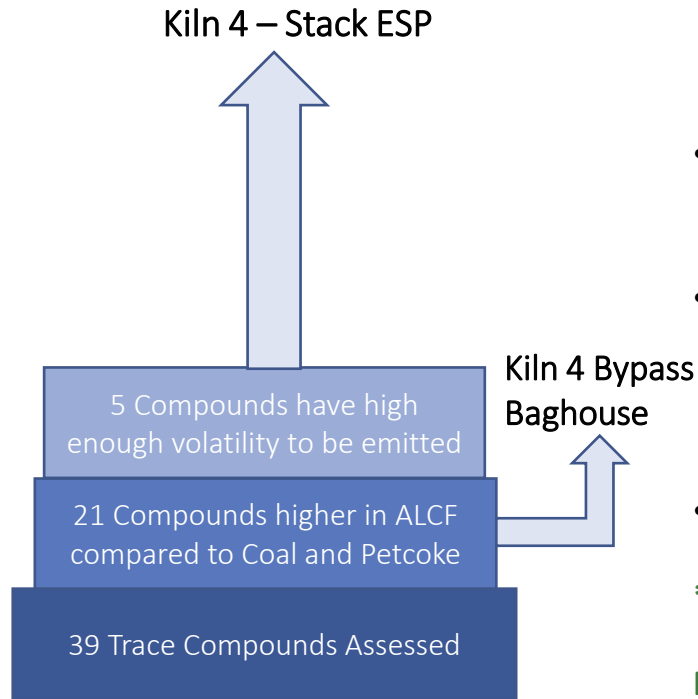 Kiln 4 – Stack ESP
5 Compounds have high
enough volatility to be emitted
Kiln 4 Bypass
Baghouse
21 Compounds higher in ALCF
compared to Coal and Petcoke
39 Trace Compounds Assessed